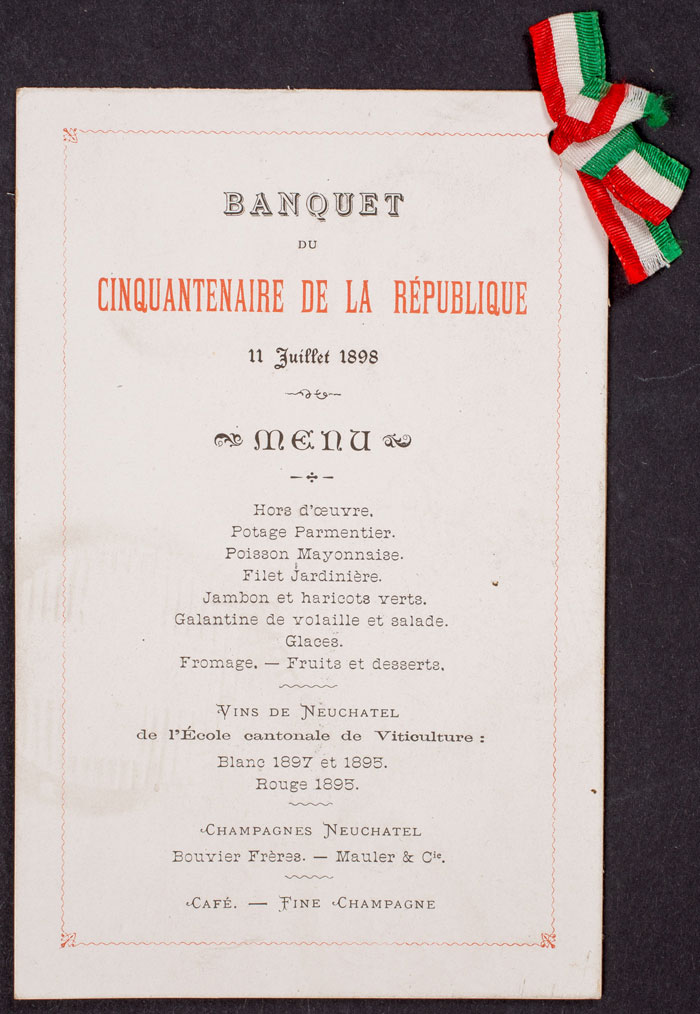 BANQUET
DU
CINQUANTENAIRE DE LA RÉPUBLIQUE
11 Juillet 1898
MENU
Hors d'œuvre.
Potage Parmentier.
Poisson Mayonnaise.
Filet Jardinière.
Jambon et haricots verts.
Galantine de volaille et salade.
Glaces.
Fromage. — Fruits et desserts.
VINS DE NEUCHATEL
de l'École cantonale de Viticulture :
Blanc 1897 et 1895.
Rouge 1895.
CHAMPAGNES NEUCHATEL
Bouvier Frères. — Mauler & Cie.
CAFÉ. — FINE CHAMPAGNE